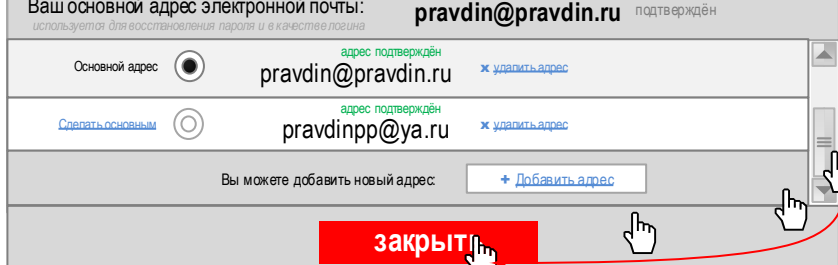 Ваш основной адрес электронной почты: pravdin@pravdin.ru подтверждён
используется для восстановления пароля и в качестве логина
адрес подтверждён
Основной адрес pravdin@pravdin.ru x удалить адрес
адрес подтверждён
Сделать основным pravdinpp@ya.ru x удалить адрес
Вы можете добавить новый адрес: + Добавить адрес
закрыть